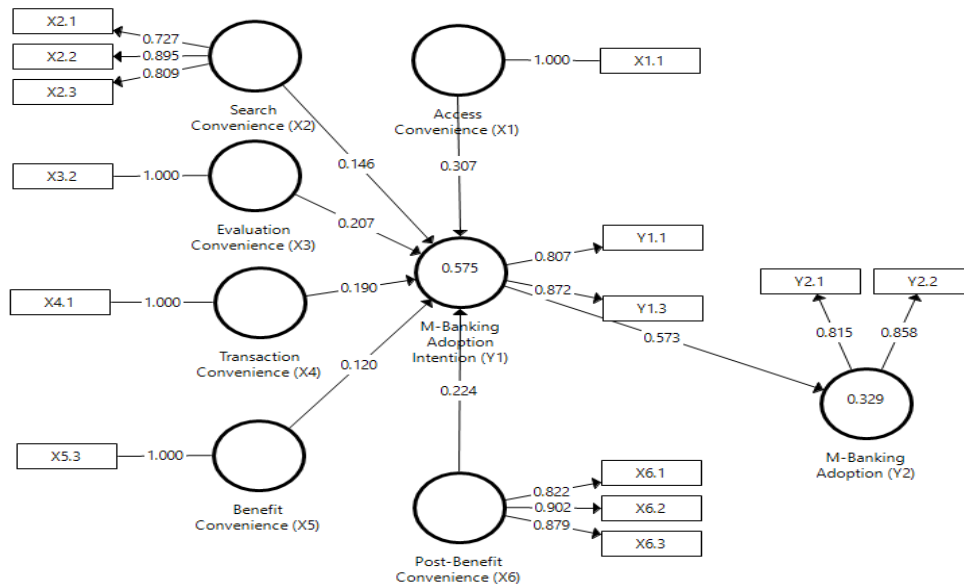 X2.1
0.727
X2.2
0.895
X2.3
0.809
Search
Convenience (X2)
0.146
1.000
X1.1
Access
Convenience (X1)
0.307
X3.2
1.000
0.207
Evaluation
Convenience (X3)
0.575
0.807
Y1.1
0.872
Y1.3
M-Banking
Adoption
Intention (Y1)
X4.1
1.000
0.190
Transaction
Convenience (X4)
0.120
0.573
Y2.1
Y2.2
0.815
0.858
0.329
M-Banking
Adoption (Y2)
0.224
X5.3
1.000
Benefit
Convenience (X5)
0.822
X6.1
0.902
X6.2
0.879
X6.3
Post-Benefit
Convenience (X6)